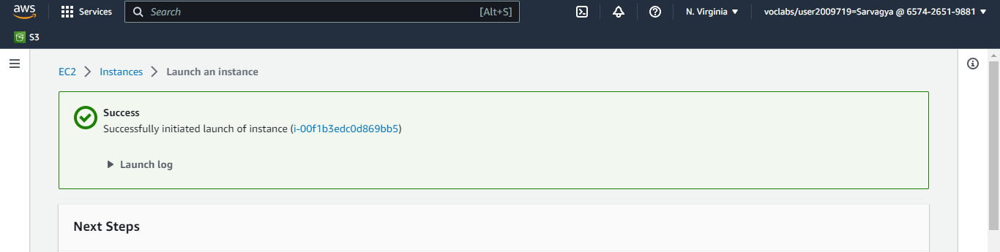 aws Services Search [Alt+S] N. Virginia voclabs/user2009719=Sarvagya @ 6574-2651-9881
S3
EC2 Instances Launch an instance
Success
Successfully initiated launch of instance (i-00f1b3edc0d869bb5)
Launch log
Next Steps